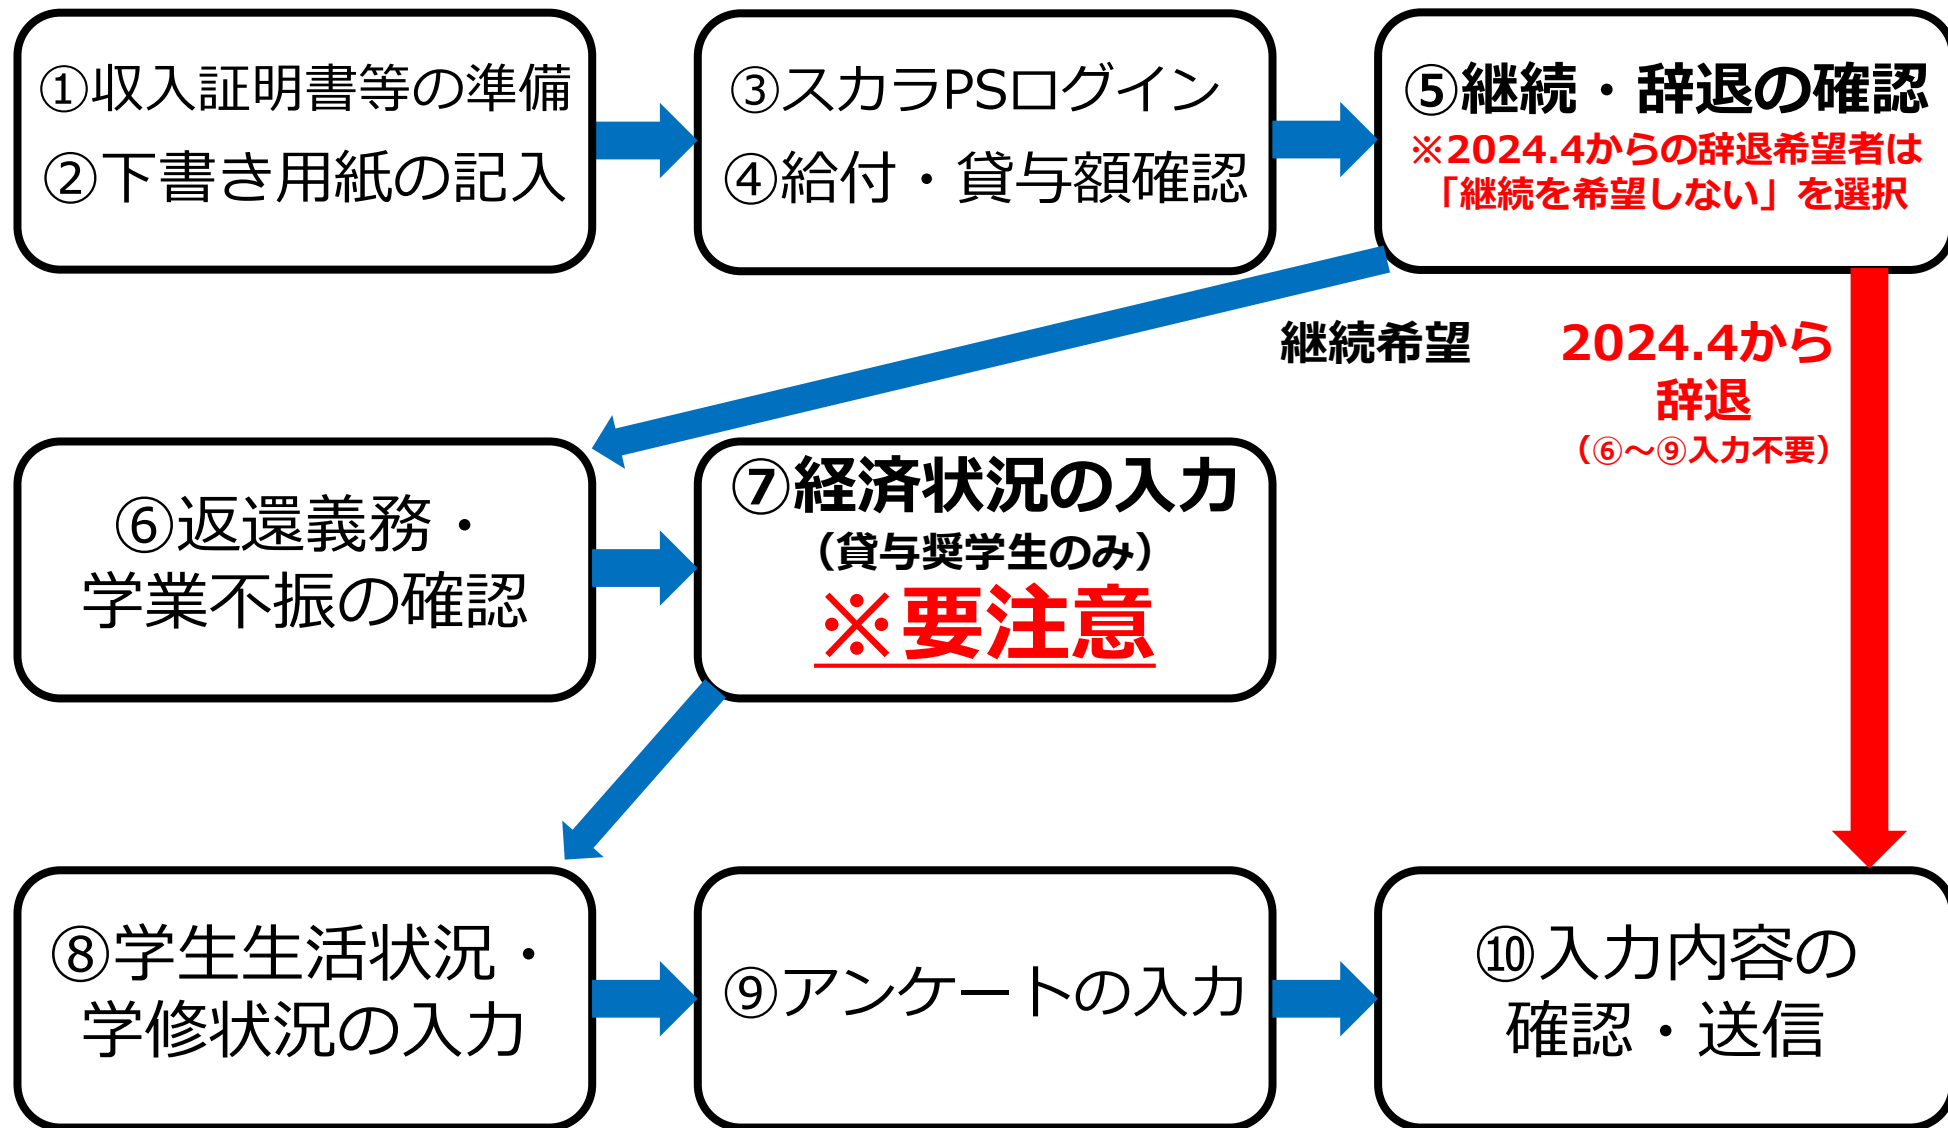 ①収入証明書等の準備
②下書き用紙の記入
③スカラPSログイン
④給付・貸与額確認
⑤継続・辞退の確認
※2024.4からの辞退希望者は
「継続を希望しない」を選択
継続希望
2024.4から
辞退
（⑥～⑨入力不要）
⑥返還義務・
学業不振の確認
⑦経済状況の入力
（貸与奨学生のみ）
※要注意
⑧学生生活状況・
学修状況の入力
⑨アンケートの入力
⑩入力内容の
確認・送信